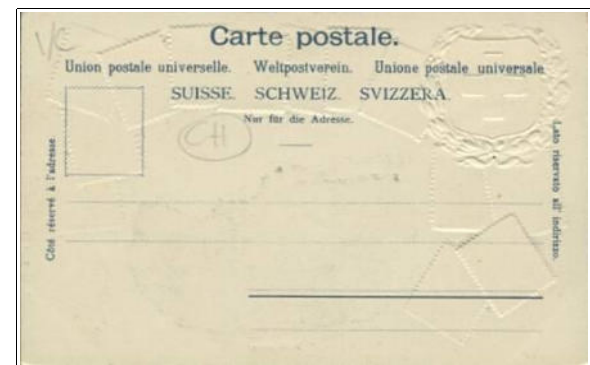 V/C
Carte postale.
Union postale universelle. Weltpostverein. Unione postale universale
SUISSE. SCHWEIZ. SVIZZERA.
Nur für die Adresse.
CH
Côté réservé à l'adresse
Lato riservato all' indirizzo.